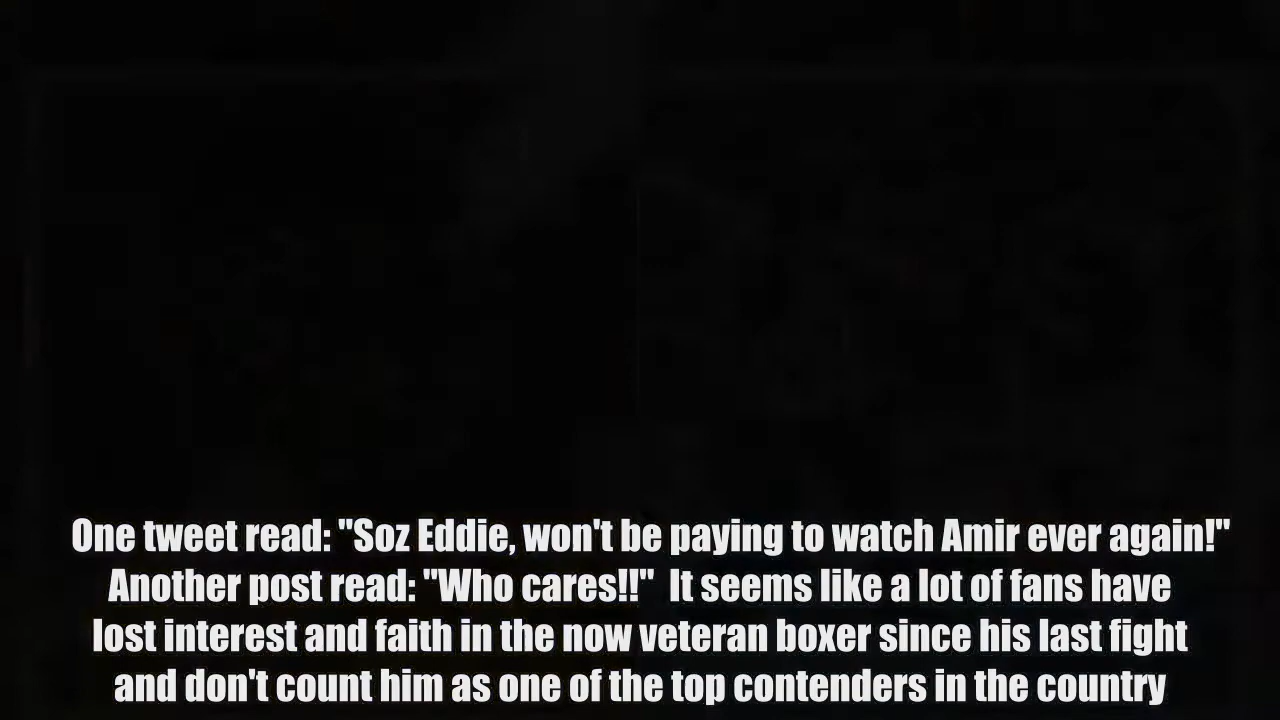 One tweet read: "Soz Eddie, won't be paying to watch Amir ever again!"
Another post read: "Who cares!!"  It seems like a lot of fans have
lost interest and faith in the now veteran boxer since his last fight
and don't count him as one of the top contenders in the country